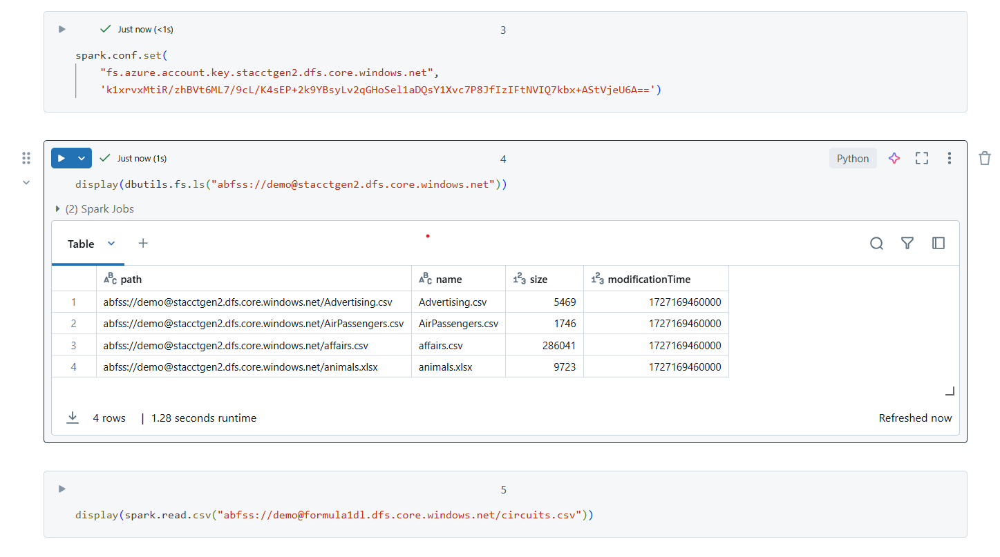 Just now (<1s)
3
spark.conf.set(
"fs.azure.account.key.stacctgen2.dfs.core.windows.net",
'k1xrvxMtiR/zhBVt6ML7/9cL/K4sEP+2k9YBsyLv2qGHoSel1aDQsY1Xvc7P8JfIzIFtNVIQ7kbx+AStVjeU6A==')
Just now (1s)
4
Python
display(dbutils.fs.ls("abfss://demo@stacctgen2.dfs.core.windows.net"))
(2) Spark Jobs
Table
path name size modificationTime
1 abfss://demo@stacctgen2.dfs.core.windows.net/Advertising.csv Advertising.csv 5469 1727169460000
2 abfss://demo@stacctgen2.dfs.core.windows.net/AirPassengers.csv AirPassengers.csv 1746 1727169460000
3 abfss://demo@stacctgen2.dfs.core.windows.net/affairs.csv affairs.csv 286041 1727169460000
4 abfss://demo@stacctgen2.dfs.core.windows.net/animals.xlsx animals.xlsx 9723 1727169460000
4 rows | 1.28 seconds runtime
Refreshed now
5
display(spark.read.csv("abfss://demo@formula1dl.dfs.core.windows.net/circuits.csv"))